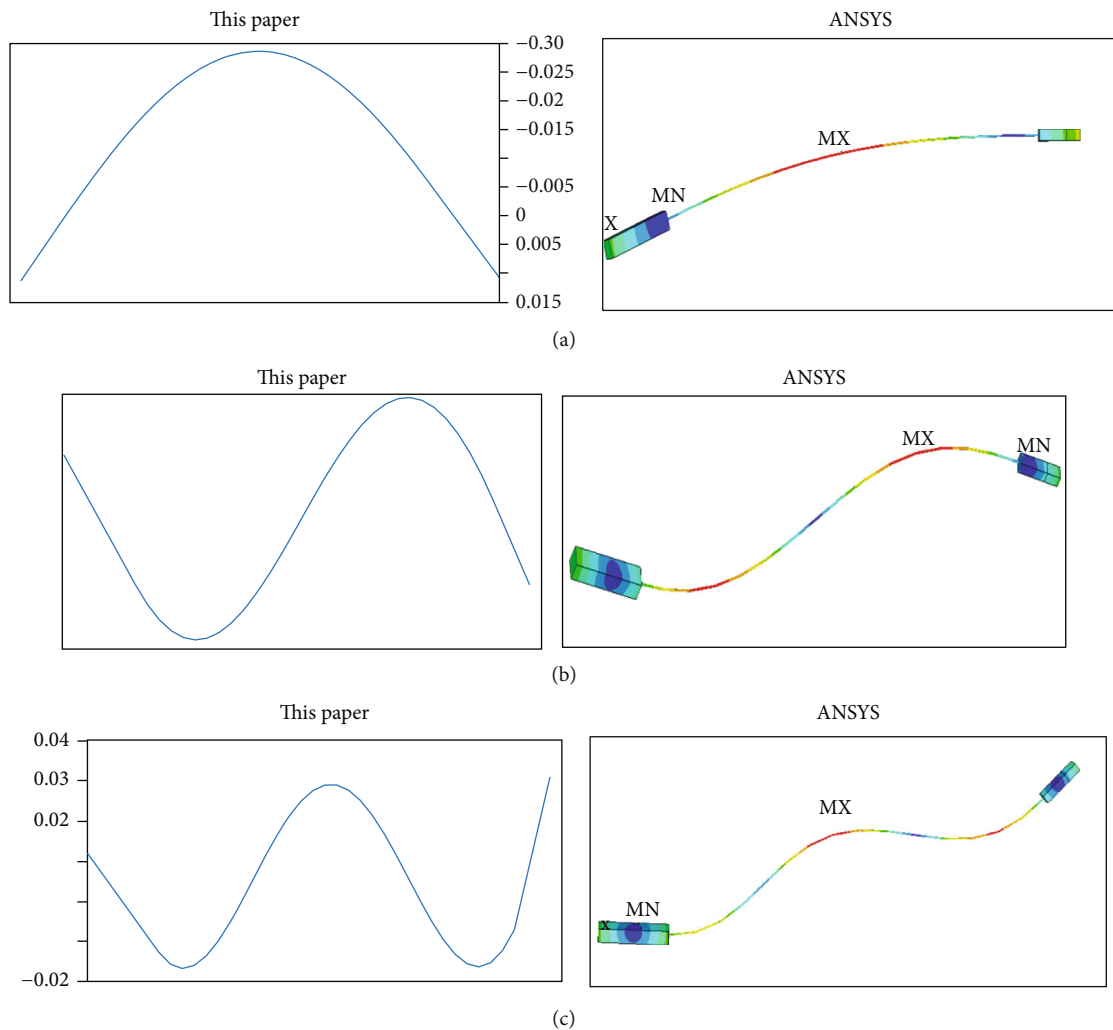 This paper
ANSYS
−0.30
−0.025
−0.02
−0.015
−0.005
0
0.005
0.015
MX
MN
X
(a)
This paper
ANSYS
MX
MN
(b)
This paper
ANSYS
0.04
0.03
0.02
−0.02
MX
MN
X
(c)